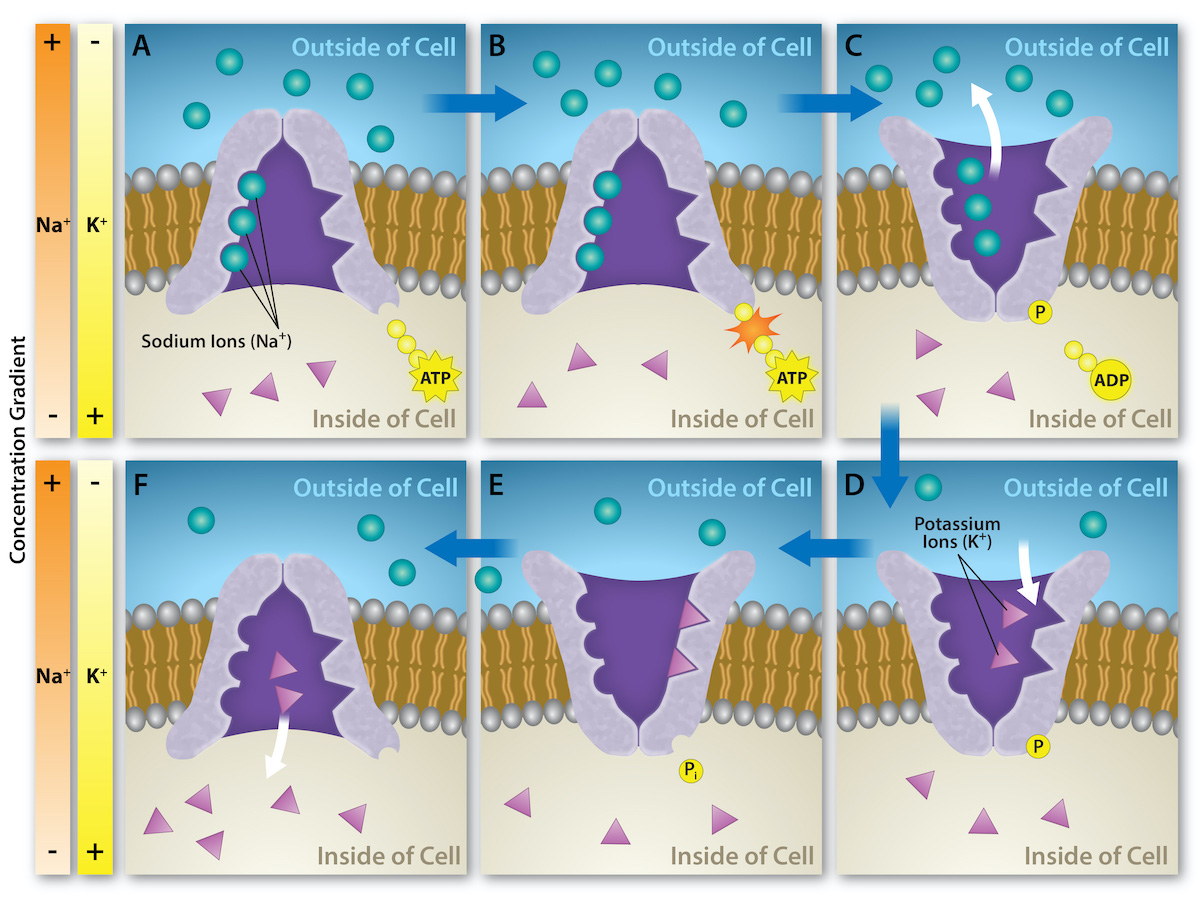 Concentration Gradient
+
-
Na⁺
K⁺
-
+
A
Outside of Cell
Sodium Ions (Na⁺)
ATP
Inside of Cell
B
Outside of Cell
ATP
Inside of Cell
C
Outside of Cell
P
ADP
Inside of Cell
+
-
Na⁺
K⁺
-
+
F
Outside of Cell
Inside of Cell
E
Outside of Cell
Pᵢ
Inside of Cell
D
Outside of Cell
Potassium
Ions (K⁺)
P
Inside of Cell